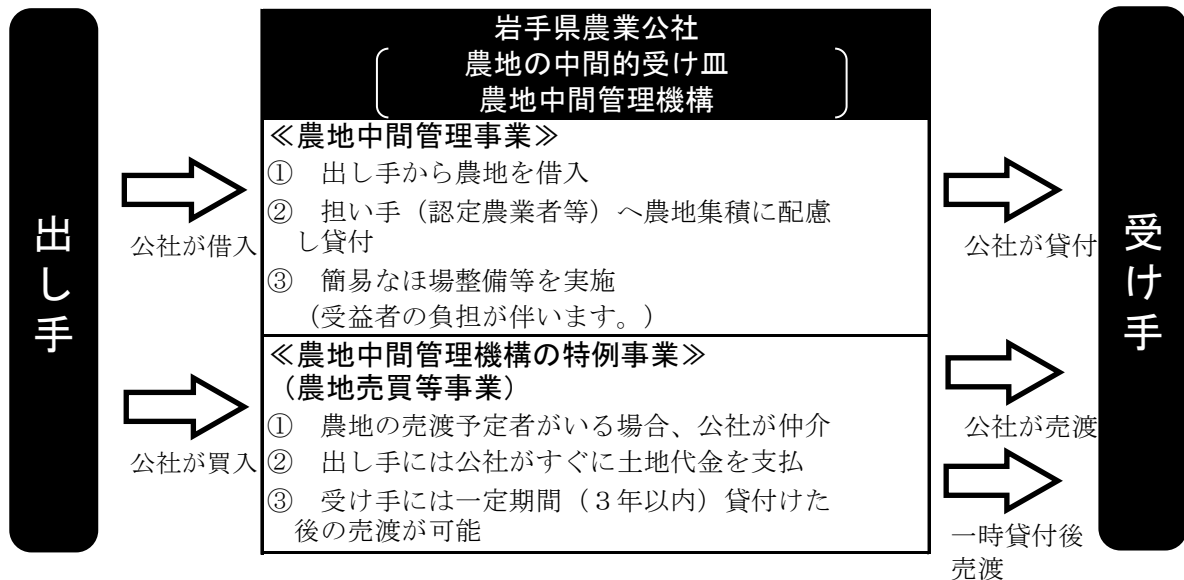 岩手県農業公社
農地の中間的受け皿
農地中間管理機構
出し手
公社が借入
公社が買入
≪農地中間管理事業≫
① 出し手から農地を借入
② 担い手（認定農業者等）へ農地集積に配慮
し貸付
③ 簡易なほ場整備等を実施
（受益者の負担が伴います。）
≪農地中間管理機構の特例事業≫
（農地売買等事業）
① 農地の売渡予定者がいる場合、公社が仲介
② 出し手には公社がすぐに土地代金を支払
③ 受け手には一定期間（３年以内）貸付けた
後の売渡が可能
公社が貸付
公社が売渡
一時貸付後
売渡
受け手